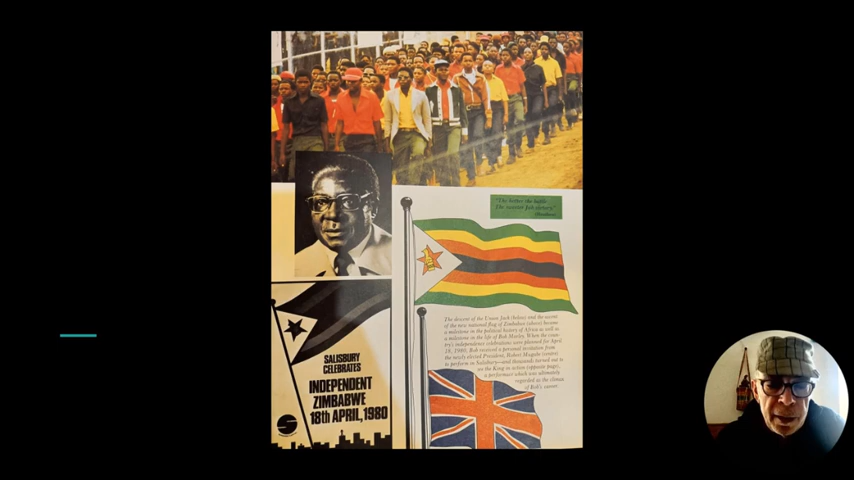 "The hotter the battle
The sweeter Jah victory."
The descent of the Union Jack (below) and the ascent
of the new national flag of Zimbabwe (above) became
a milestone in the political history of Africa as well as
a milestone in the life of Bob Marley. When the coun-
try's independence celebrations were planned for April
18, 1980, Bob received a personal invitation from
the newly elected President, Robert Mugabe (centre)
to perform in Salisbury—and thousands turned out to
see the King in action (opposite page),
a performance which was ultimately
regarded as the climax
of Bob's career.
SALISBURY
CELEBRATES
INDEPENDENT
ZIMBABWE
18th APRIL, 1980